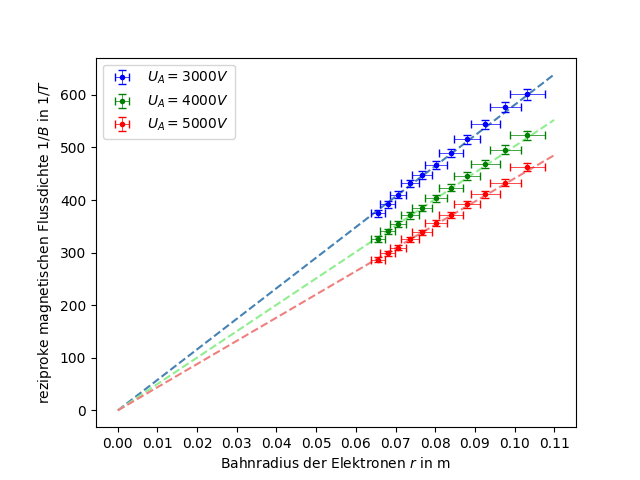 U_A = 3000V
U_A = 4000V
U_A = 5000V
reziproke magnetischen Flussdichte 1/B in 1/T
600
500
400
300
200
100
0
0.00 0.01 0.02 0.03 0.04 0.05 0.06 0.07 0.08 0.09 0.10 0.11
Bahnradius der Elektronen r in m